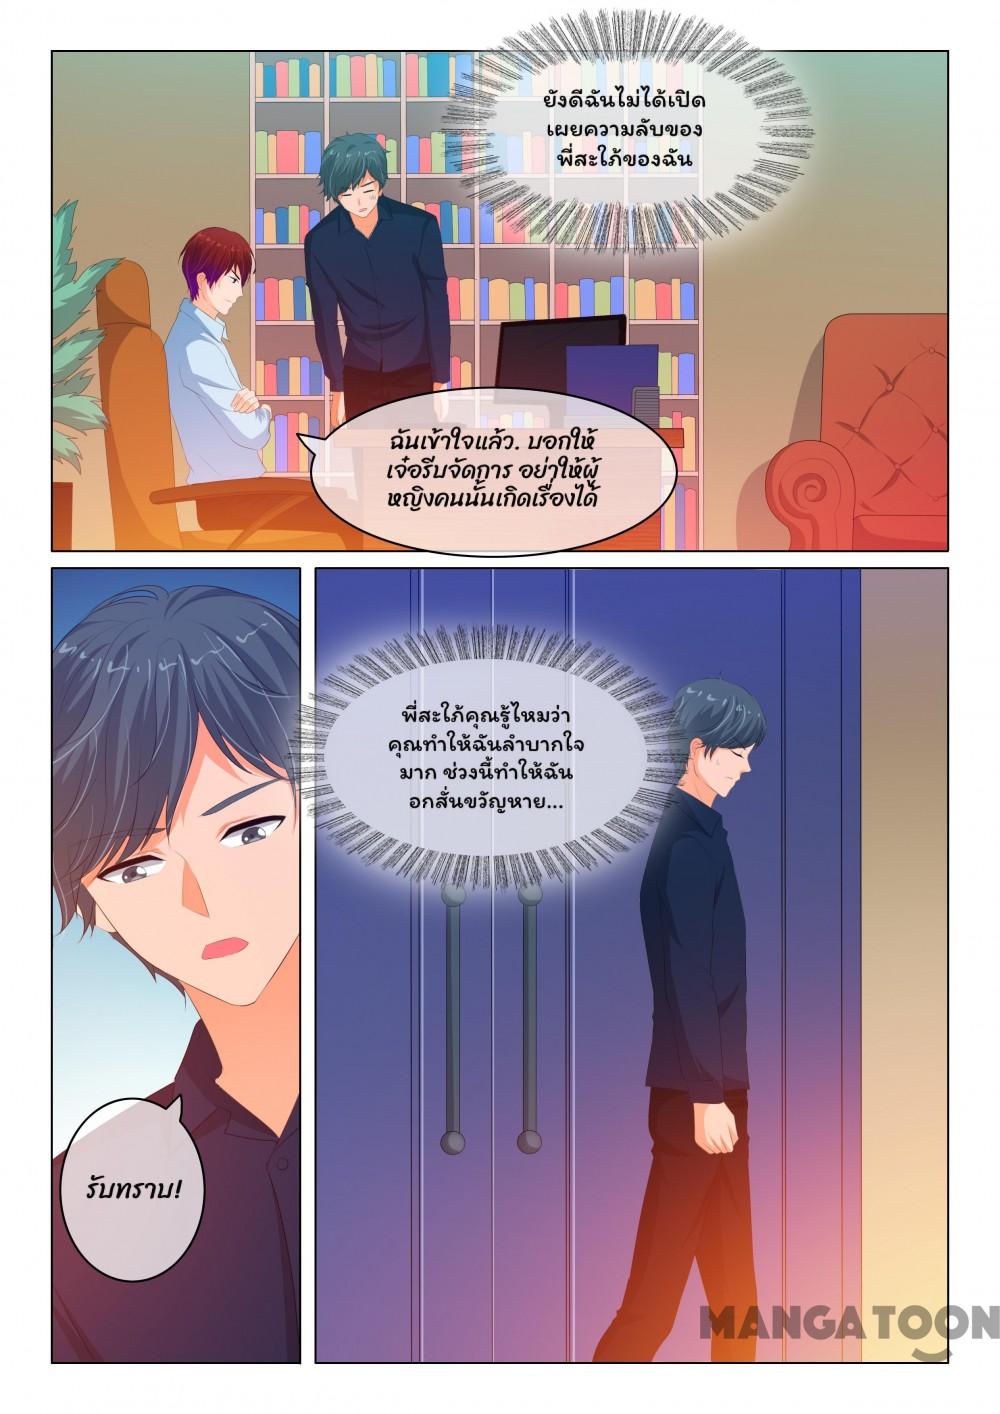 ยังดีฉันไม่ได้เปิด
เผยความลับของ
พี่สะใภ้ของฉัน
ฉันเข้าใจแล้ว. บอกให้
เจ๋อรีบจัดการ อย่าให้ผู้
หญิงคนนั้นเกิดเรื่องได้
พี่สะใภ้คุณรู้ไหมว่า
คุณทำให้ฉันลำบากใจ
มาก ช่วงนี้ทำให้ฉัน
อกสั่นขวัญหาย...
รับทราบ!
MANGATOON